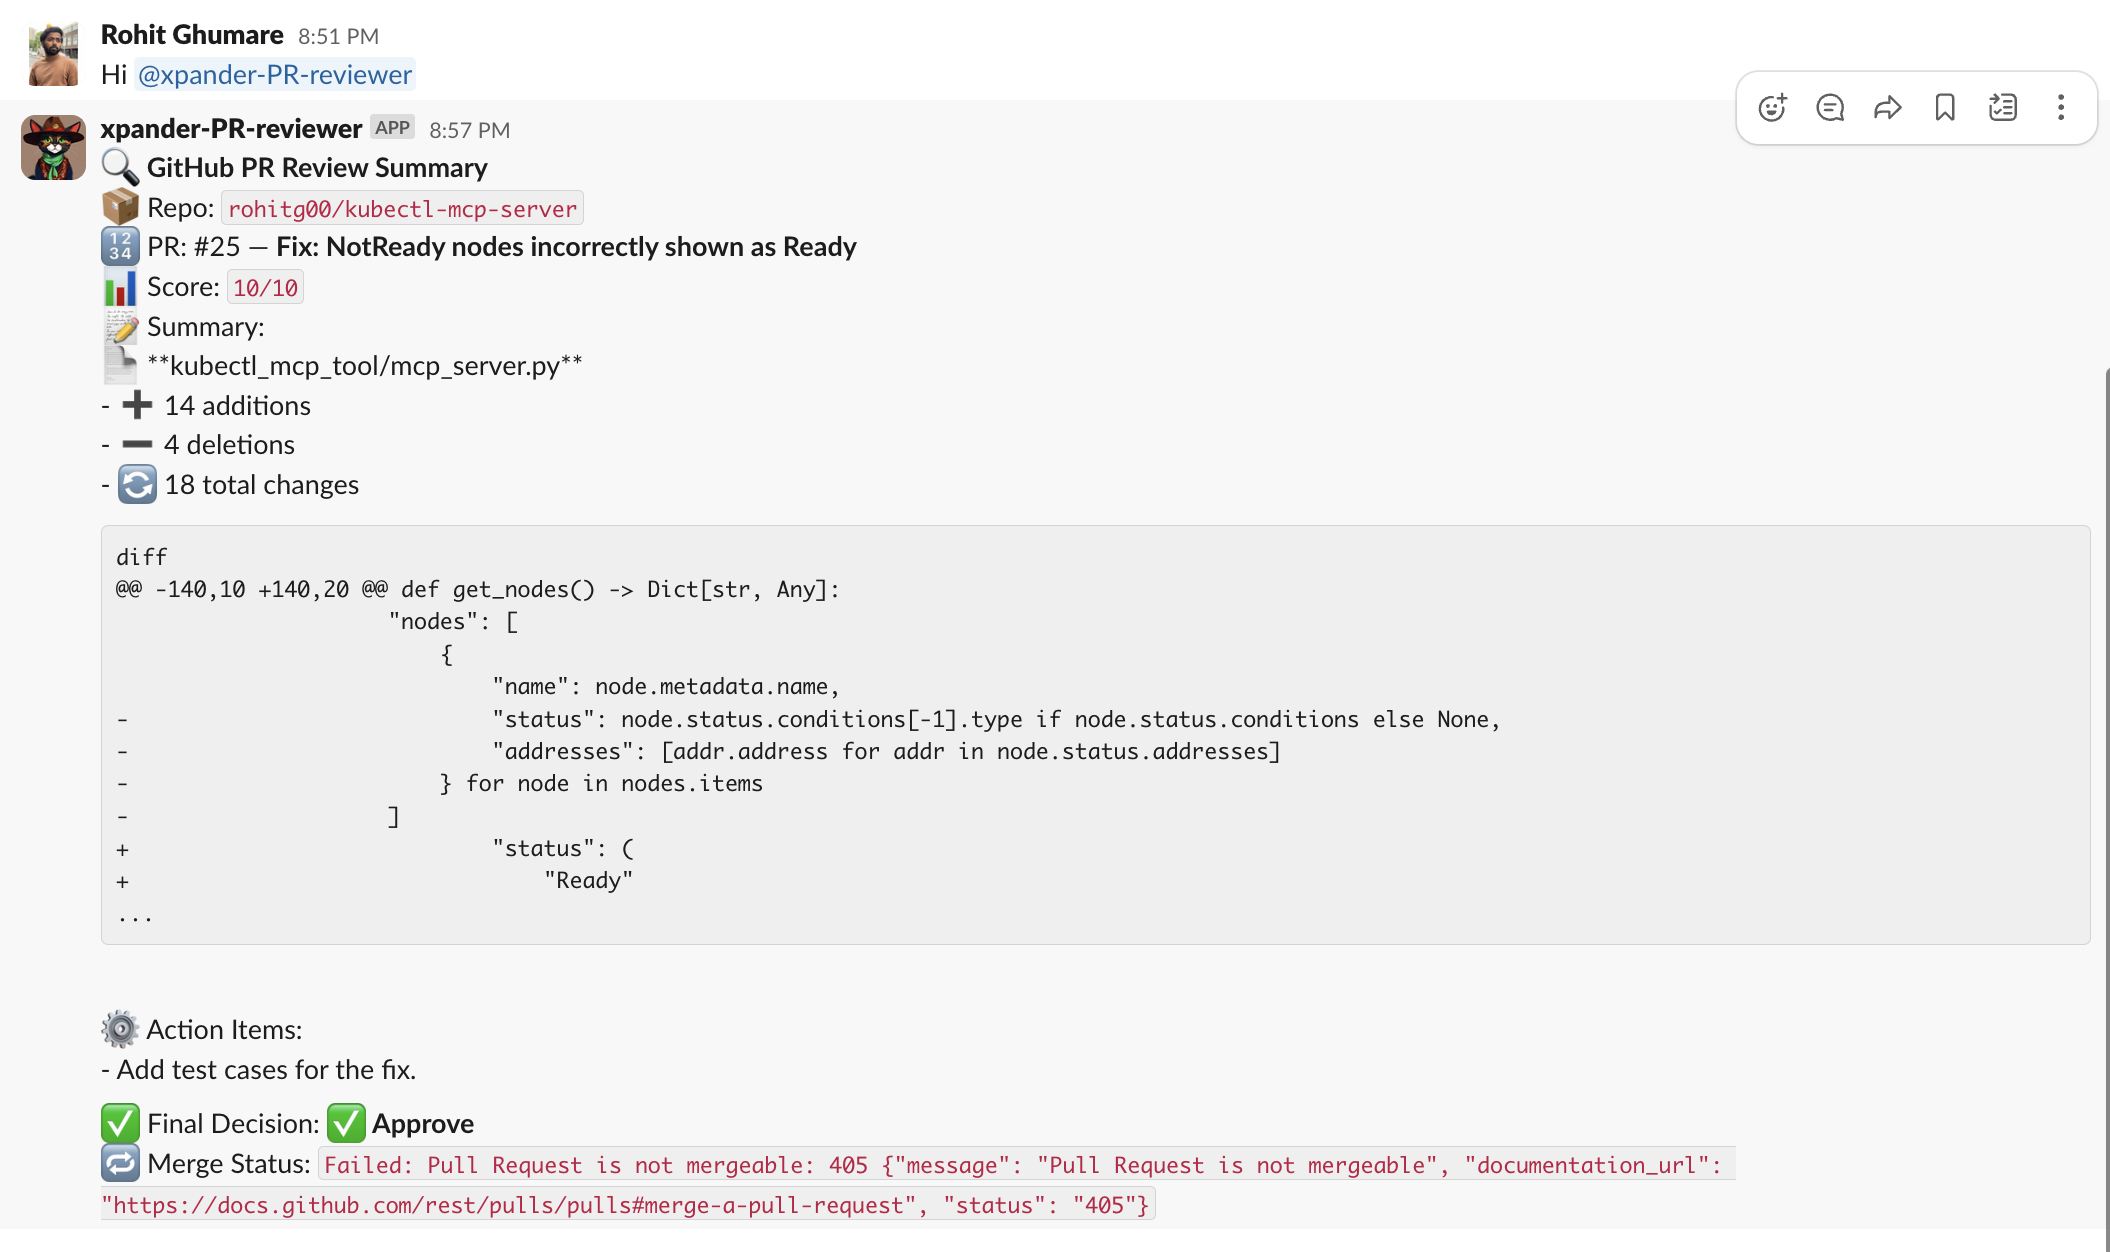 Rohit Ghumare 8:51 PM
Hi @xpander-PR-reviewer
xpander-PR-reviewer APP 8:57 PM
🔍 GitHub PR Review Summary
📦 Repo: rohitg00/kubectl-mcp-server
🔢 PR: #25 — Fix: NotReady nodes incorrectly shown as Ready
📊 Score: 10/10
📝 Summary:
📄 **kubectl_mcp_tool/mcp_server.py**
- ➕ 14 additions
- ➖ 4 deletions
- 🔄 18 total changes
diff
@@ -140,10 +140,20 @@ def get_nodes() -> Dict[str, Any]:
                     "nodes": [
                         {
                             "name": node.metadata.name,
-                            "status": node.status.conditions[-1].type if node.status.conditions else None,
-                            "addresses": [addr.address for addr in node.status.addresses]
-                        } for node in nodes.items
-                    ]
+                            "status": (
+                                "Ready"
...
⚙️ Action Items:
- Add test cases for the fix.
✅ Final Decision: ✅ Approve
🔁 Merge Status: Failed: Pull Request is not mergeable: 405 {"message": "Pull Request is not mergeable", "documentation_url":
"https://docs.github.com/rest/pulls/pulls#merge-a-pull-request", "status": "405"}